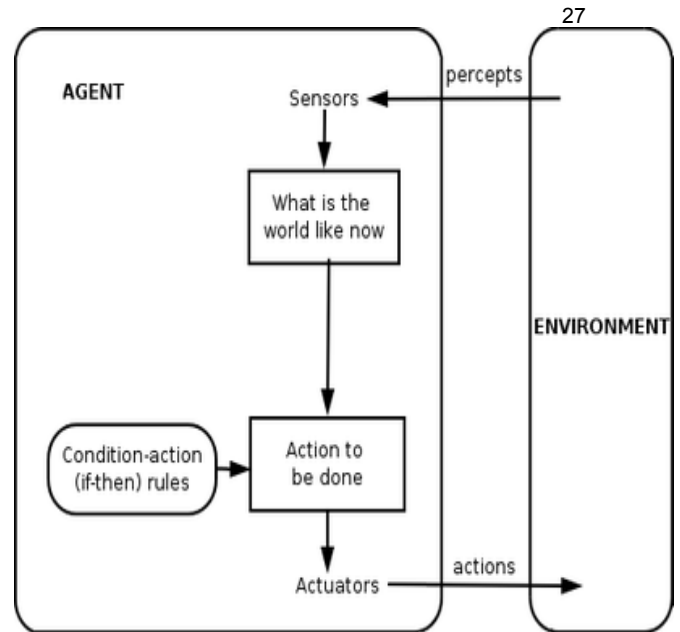 27
AGENT
percepts
Sensors
What is the
world like now
ENVIRONMENT
Condition-action
(if-then) rules
Action to
be done
Actuators
actions